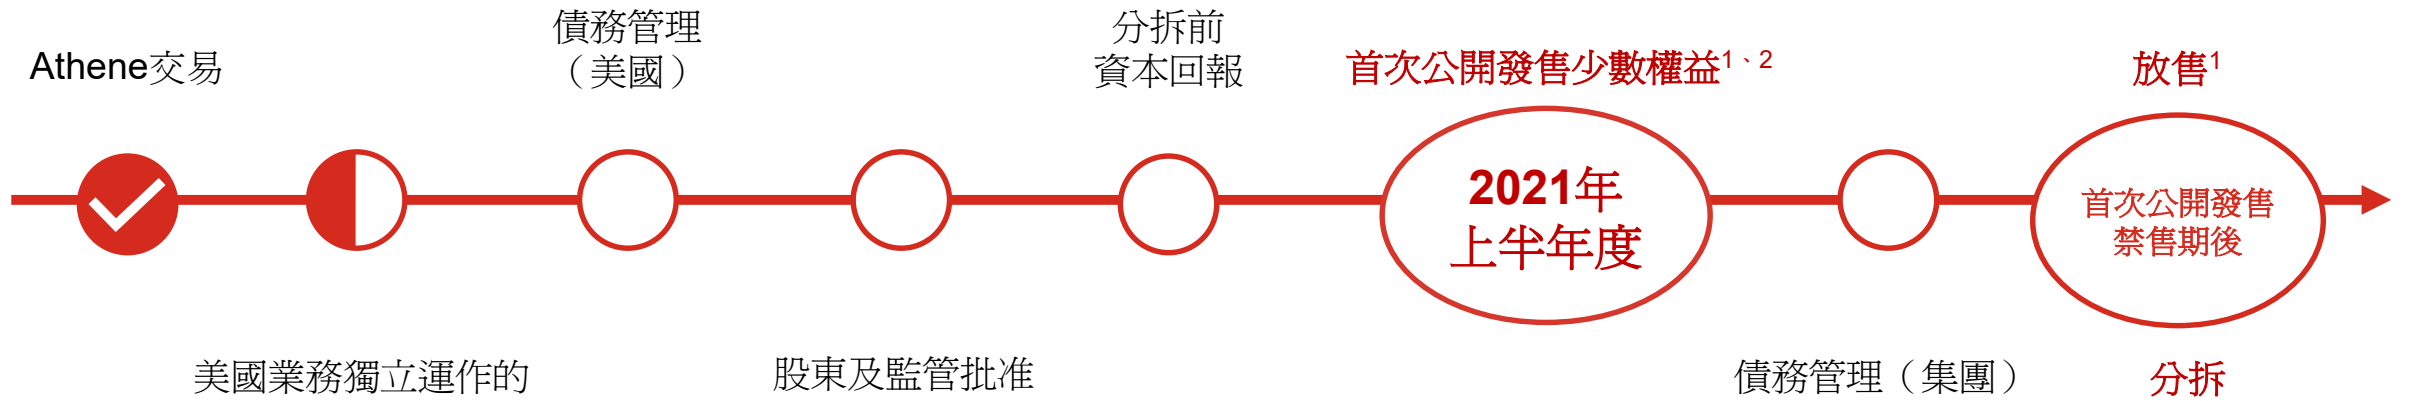 Athene交易
債務管理
（美國）
分拆前
資本回報
首次公開發售少數權益1、2
放售1
2021年
上半年度
首次公開發售
禁售期後
美國業務獨立運作的
股東及監管批准
債務管理（集團）
分拆